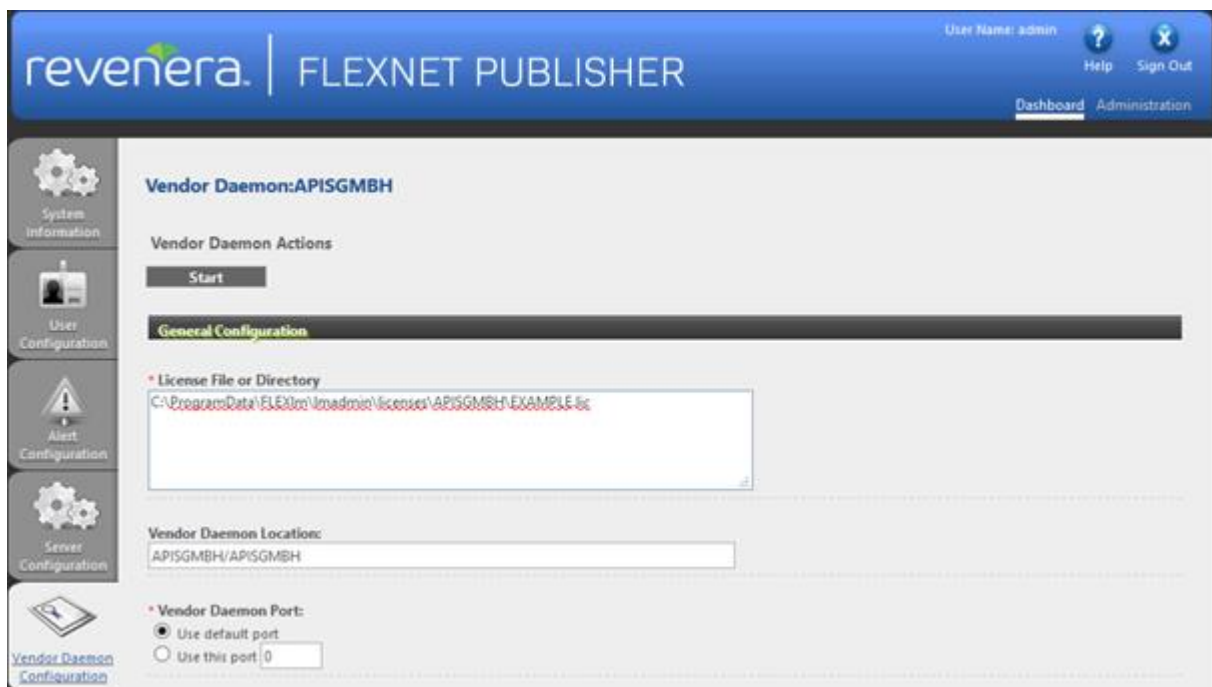 User Name: admin
?
X
Help
Sign Out
revenera. | FLEXNET PUBLISHER
Dashboard Administration
System
Information
User
Configuration
Alert
Configuration
Server
Configuration
Vendor Daemon
Configuration
Vendor Daemon:APISGMBH
Vendor Daemon Actions
Start
General Configuration
* License File or Directory
C:\ProgramData\FLEXlm\lmadmin\licenses\APISGMBH\EXAMPLE.lic
Vendor Daemon Location:
APISGMBH/APISGMBH
* Vendor Daemon Port:
Use default port
Use this port 0